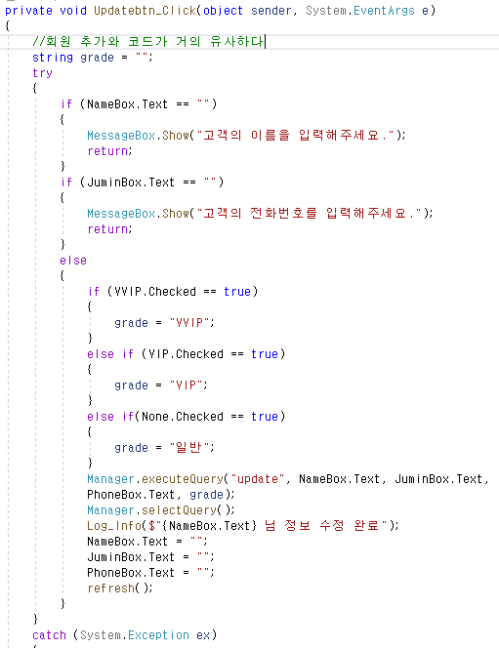 private void Updatebtn_Click(object sender, System.EventArgs e)
{
//회원 추가와 코드가 거의 유사하다
string grade = "";
try
{
if (NameBox.Text == "")
{
MessageBox.Show("고객의 이름을 입력해주세요.");
return;
}
if (JuminBox.Text == "")
{
MessageBox.Show("고객의 전화번호를 입력해주세요.");
return;
}
else
{
if (VVIP.Checked == true)
{
grade = "VVIP";
}
else if (VIP.Checked == true)
{
grade = "VIP";
}
else if(None.Checked == true)
{
grade = "일반";
}
Manager.executeQuery("update", NameBox.Text, JuminBox.Text,
PhoneBox.Text, grade);
Manager.selectQuery();
Log_Info($"{NameBox.Text} 님 정보 수정 완료");
NameBox.Text = "";
JuminBox.Text = "";
PhoneBox.Text = "";
refresh();
}
}
catch (System.Exception ex)
{